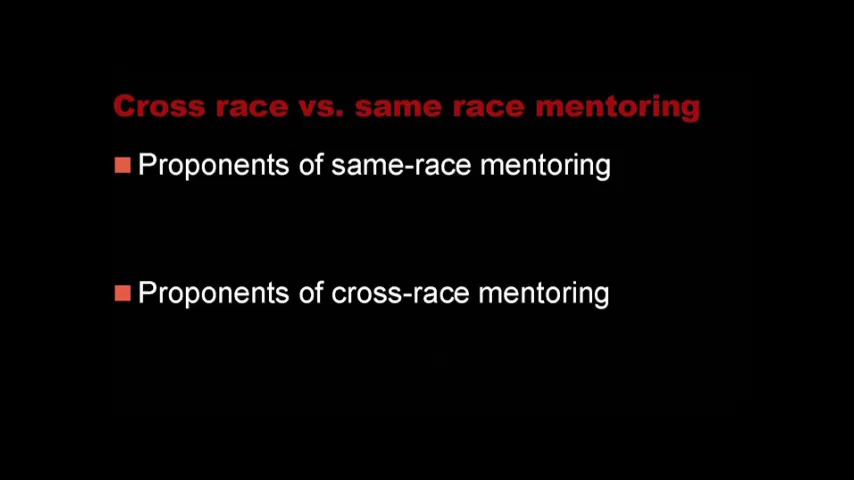 Cross race vs. same race mentoring
Proponents of same-race mentoring
Proponents of cross-race mentoring